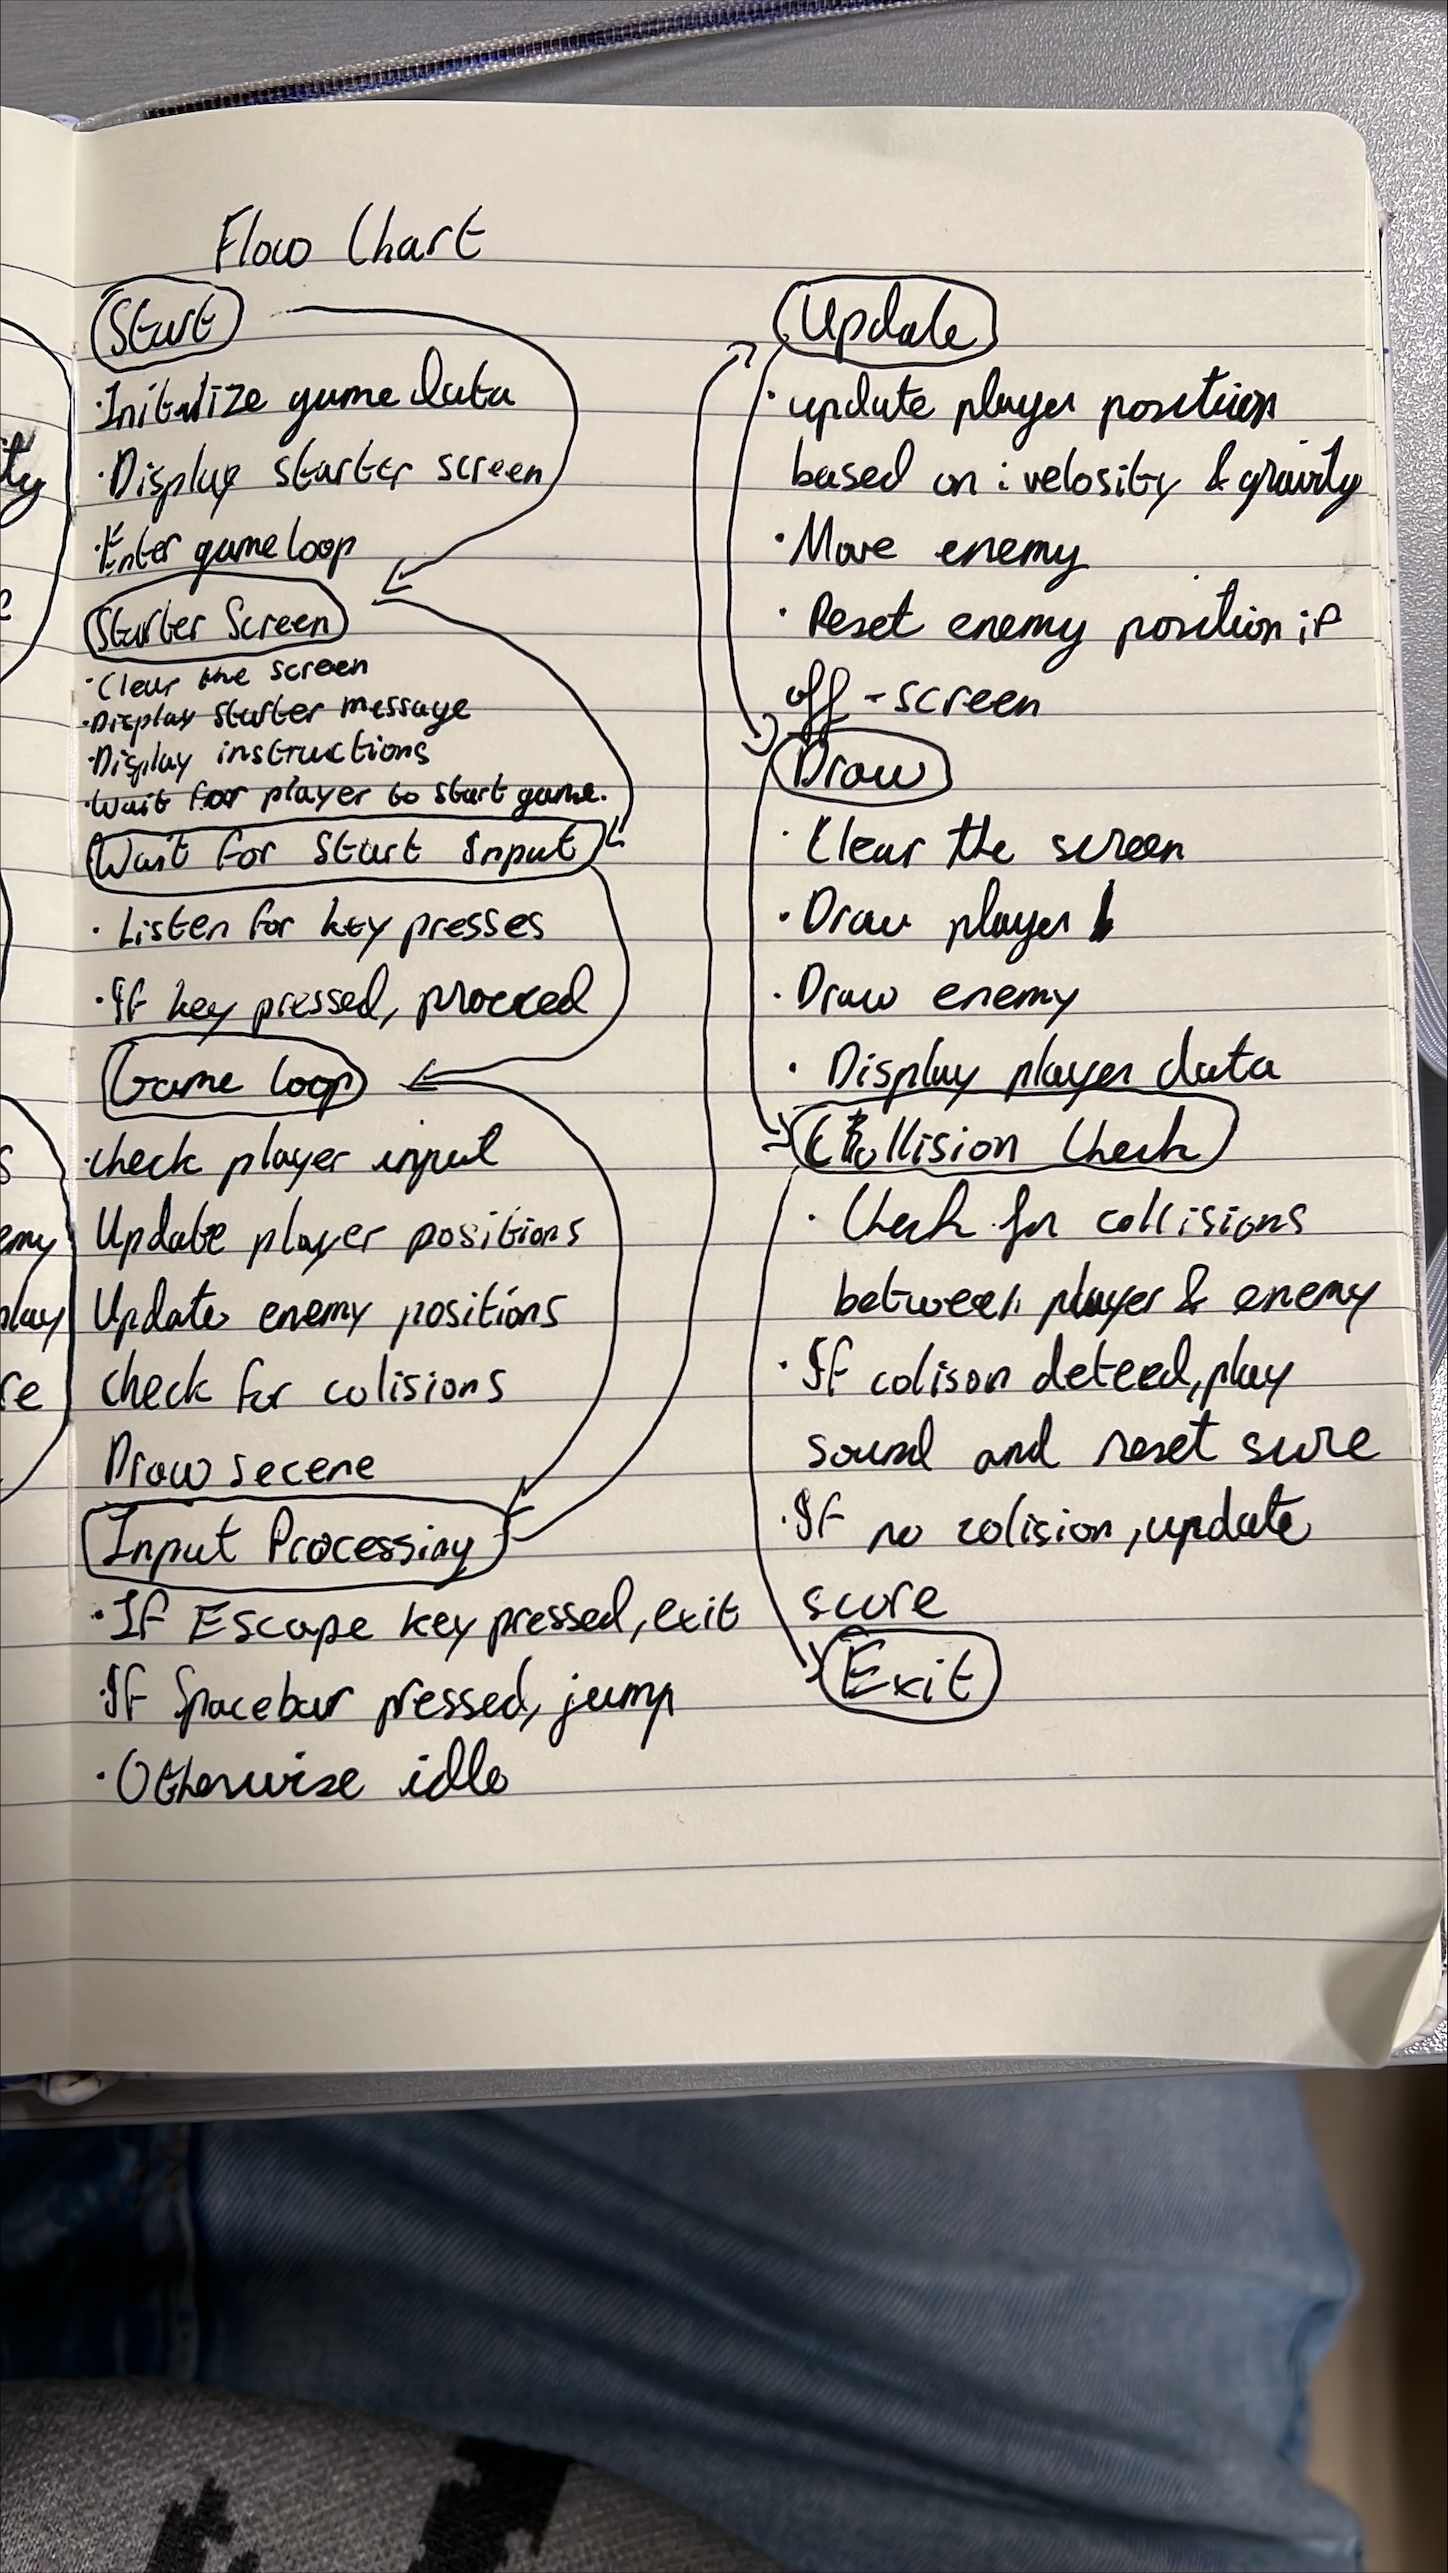 Flow Chart
Start
·Initalize game data
·Display starter screen
·Enter game loop
Starter Screen
·Clear the screen
·Display starter message
·Display instructions
·Wait for player to start game.
Wait for Start Input
· Listen for key presses
·If key pressed, proceed
Game loop
·check player input
Update player positions
Update enemy positions
check for colisions
Draw secene
Input Processing
·If Escape key pressed, exit
·If Spacebar pressed, jump
·Otherwise idle
Update
·update player position
based on : velosity & gravity
·Move enemy
· Reset enemy position if
off-screen
Draw
· Clear the screen
·Draw player
·Draw enemy
· Display player data
Collision Check
· Check for collisions
between player & enemy
·If colison deteed, play
sound and reset score
·If no colision, update
score
Exit
ty
s
emy
play
re